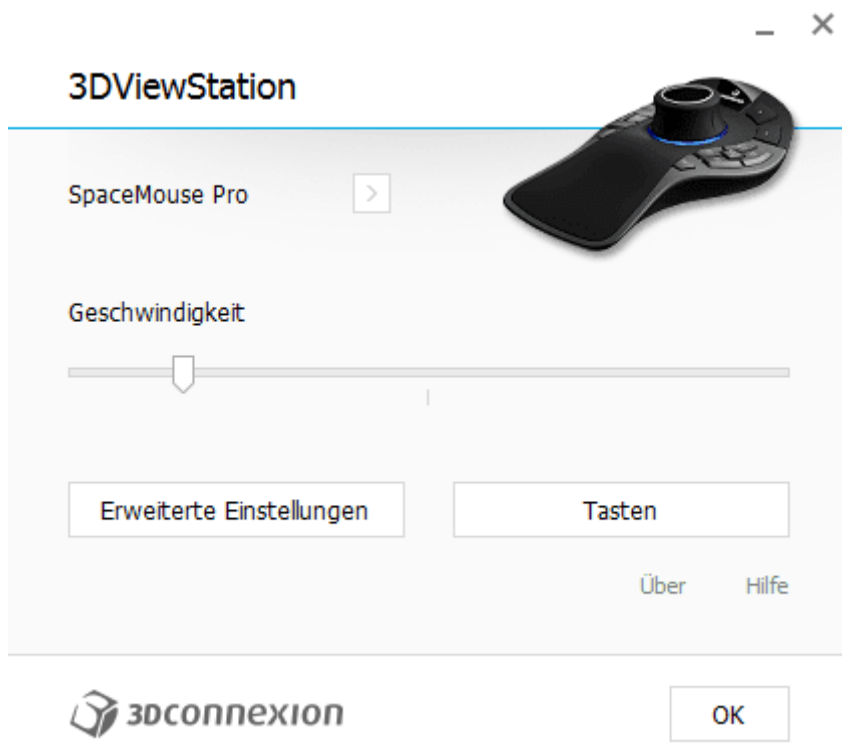 3DViewStation
SpaceMouse Pro
Geschwindigkeit
Erweiterte Einstellungen
Tasten
Über
Hilfe
3Dconnexion
OK